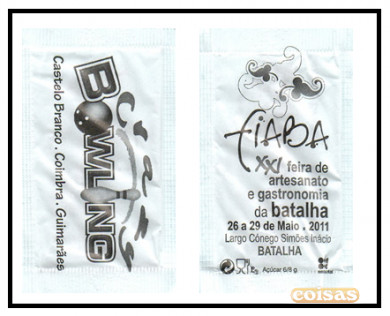 Crazy
BOWLING
Castelo Branco . Coimbra . Guimarães
FIABA
XXI feira de
artesanato
e gastronomia
da batalha
26 a 29 de Maio . 2011
Largo Cónego Simões Inácio
BATALHA
Açúcar 6/8 g
coisas